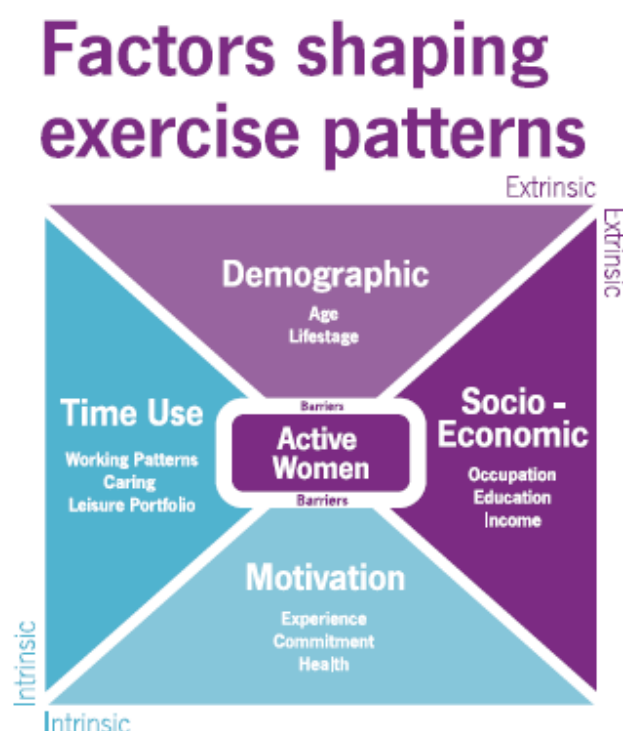 Factors shaping
exercise patterns
Extrinsic
Extrinsic
Demographic
Age
Lifestage
Time Use
Working Patterns
Caring
Leisure Portfolio
Barriers
Active
Women
Barriers
Socio -
Economic
Occupation
Education
Income
Motivation
Experience
Commitment
Health
Intrinsic
Intrinsic